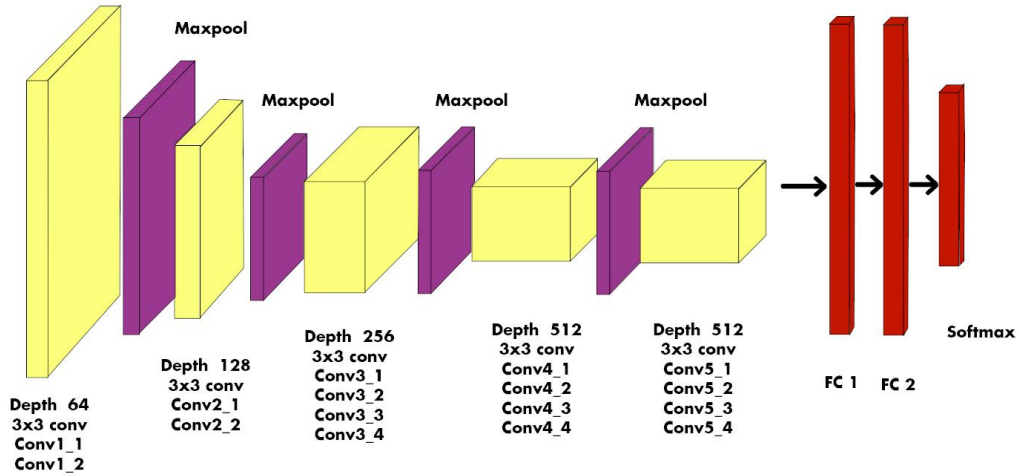 Maxpool
Maxpool
Maxpool
Maxpool
Depth 64
3x3 conv
Conv1_1
Conv1_2
Depth 128
3x3 conv
Conv2_1
Conv2_2
Depth 256
3x3 conv
Conv3_1
Conv3_2
Conv3_3
Conv3_4
Depth 512
3x3 conv
Conv4_1
Conv4_2
Conv4_3
Conv4_4
Depth 512
3x3 conv
Conv5_1
Conv5_2
Conv5_3
Conv5_4
FC 1
FC 2
Softmax